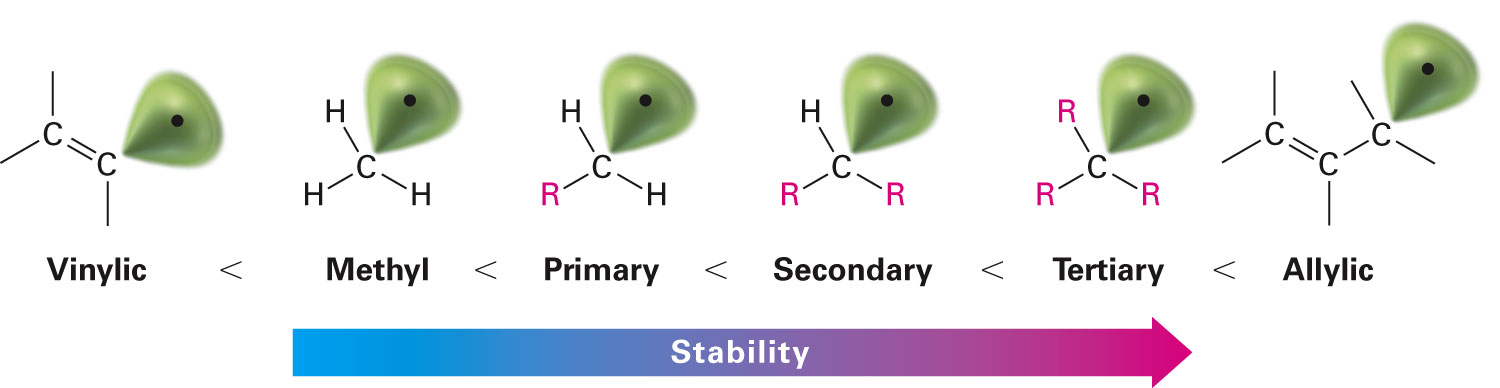 C C
H C H H
H C R H
H C R R
R C R R
C C C
Vinylic < Methyl < Primary < Secondary < Tertiary < Allylic
Stability